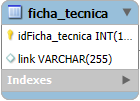 ficha_tecnica
idFicha_tecnica INT(1...
link VARCHAR(255)
Indexes